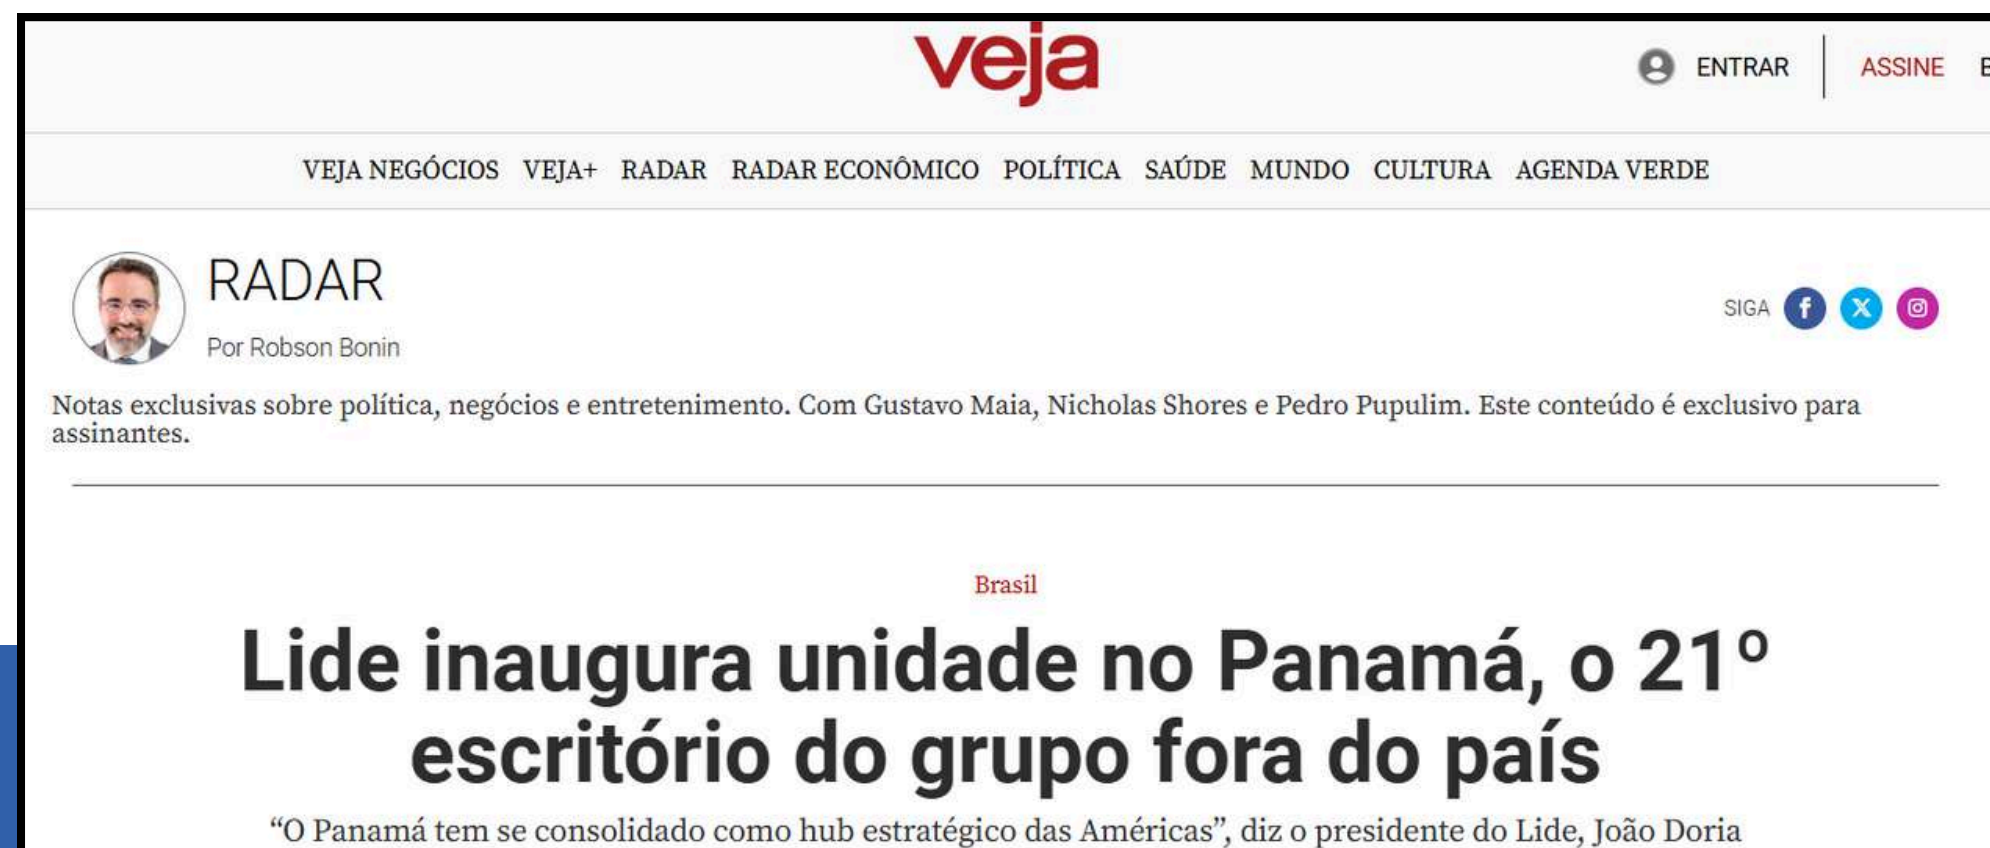 veja
ENTRAR
ASSINE
VEJA NEGÓCIOS VEJA+ RADAR RADAR ECONÔMICO POLÍTICA SAÚDE MUNDO CULTURA AGENDA VERDE
RADAR
Por Robson Bonin
SIGA
Notas exclusivas sobre política, negócios e entretenimento. Com Gustavo Maia, Nicholas Shores e Pedro Pupulim. Este conteúdo é exclusivo para
assinantes.
Brasil
Lide inaugura unidade no Panamá, o 21º
escritório do grupo fora do país
“O Panamá tem se consolidado como hub estratégico das Américas”, diz o presidente do Lide, João Doria